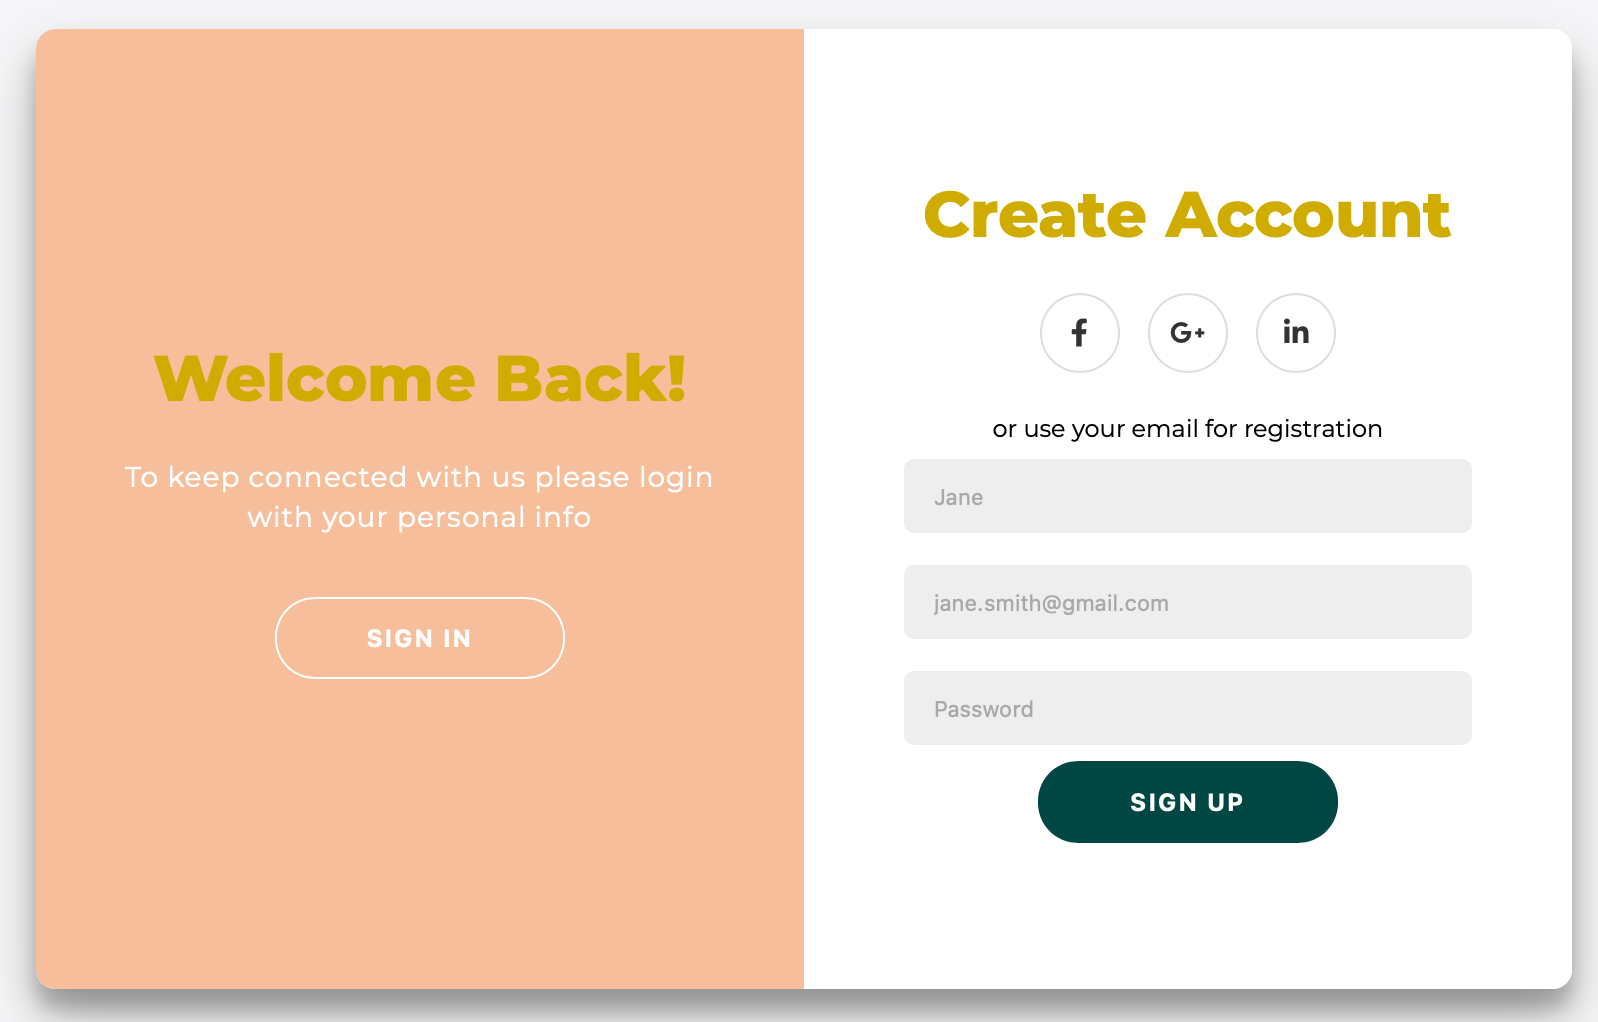 Welcome Back!
To keep connected with us please login
with your personal info
SIGN IN
Create Account
f
G+
in
or use your email for registration
Jane
jane.smith@gmail.com
Password
SIGN UP